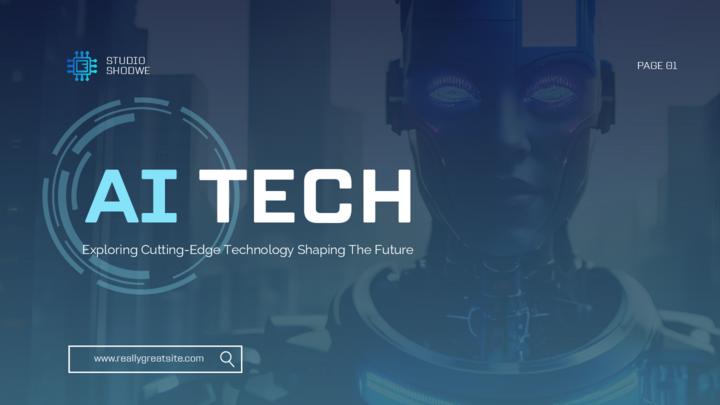 STUDIO
SHODWE
PAGE 01
AI TECH
Exploring Cutting-Edge Technology Shaping The Future
www.reallygreatsite.com